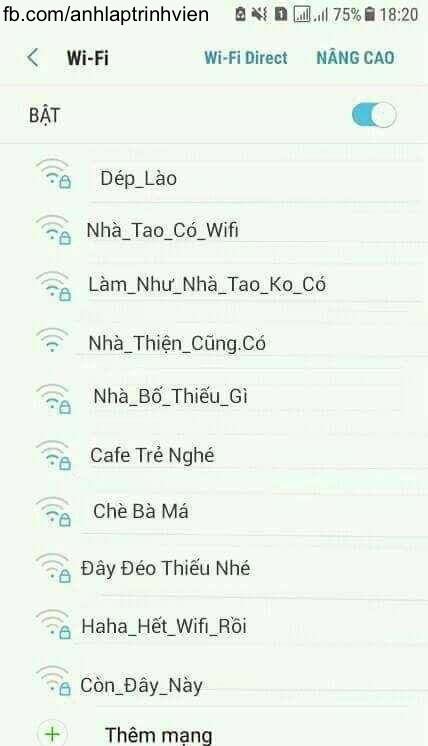 fb.com/anhlaptrinhvien 1 75% 18:20
Wi-Fi Wi-Fi Direct NÂNG CAO
BẬT
Dép_Lào
Nhà_Tao_Có_Wifi
Làm_Như_Nhà_Tao_Ko_Có
Nhà_Thiện_Cũng.Có
Nhà_Bố_Thiếu_Gì
Cafe Trẻ Nghé
Chè Bà Má
Đây Đéo Thiếu Nhé
Haha_Hết_Wifi_Rồi
Còn_Đây_Này
Thêm mạng